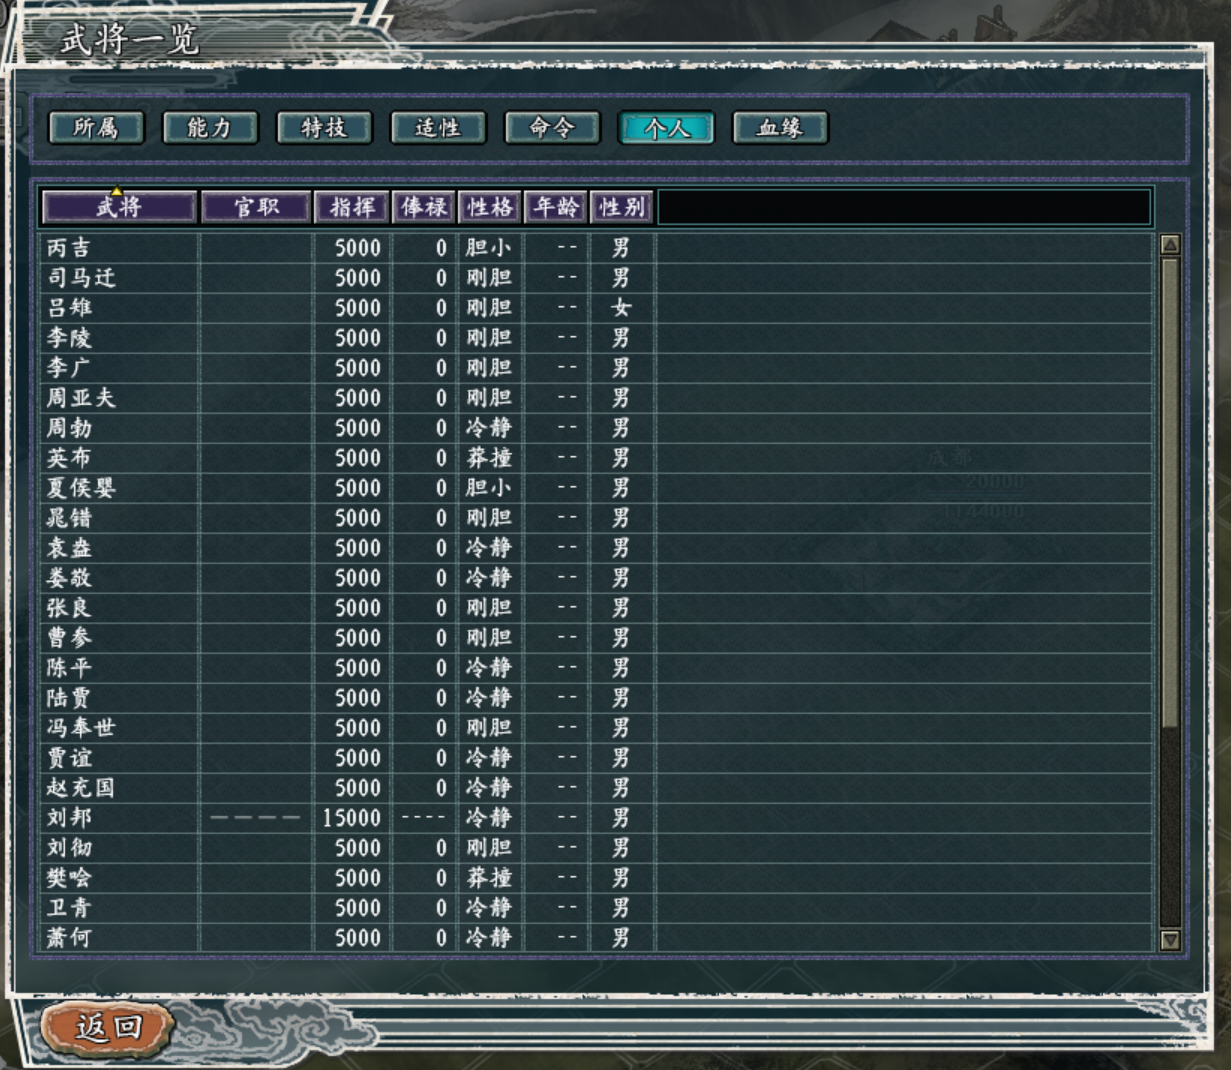 武将一览
所属 能力 特技 适性 命令 个人 血缘
武将 官职 指挥 俸禄 性格 年龄 性别
丙吉 5000 0 胆小 -- 男
司马迁 5000 0 刚胆 -- 男
吕雉 5000 0 刚胆 -- 女
李陵 5000 0 刚胆 -- 男
李广 5000 0 刚胆 -- 男
周亚夫 5000 0 刚胆 -- 男
周勃 5000 0 冷静 -- 男
英布 5000 0 莽撞 -- 男
夏侯婴 5000 0 胆小 -- 男
晁错 5000 0 刚胆 -- 男
袁盎 5000 0 冷静 -- 男
娄敬 5000 0 冷静 -- 男
张良 5000 0 刚胆 -- 男
曹参 5000 0 刚胆 -- 男
陈平 5000 0 冷静 -- 男
陆贾 5000 0 冷静 -- 男
冯奉世 5000 0 刚胆 -- 男
贾谊 5000 0 冷静 -- 男
赵充国 5000 0 冷静 -- 男
刘邦 ---- 15000 ---- 冷静 男
刘彻 5000 0 刚胆 -- 男
樊哙 5000 0 莽撞 -- 男
卫青 5000 0 冷静 -- 男
萧何 5000 0 冷静 -- 男
成都
20000
返回